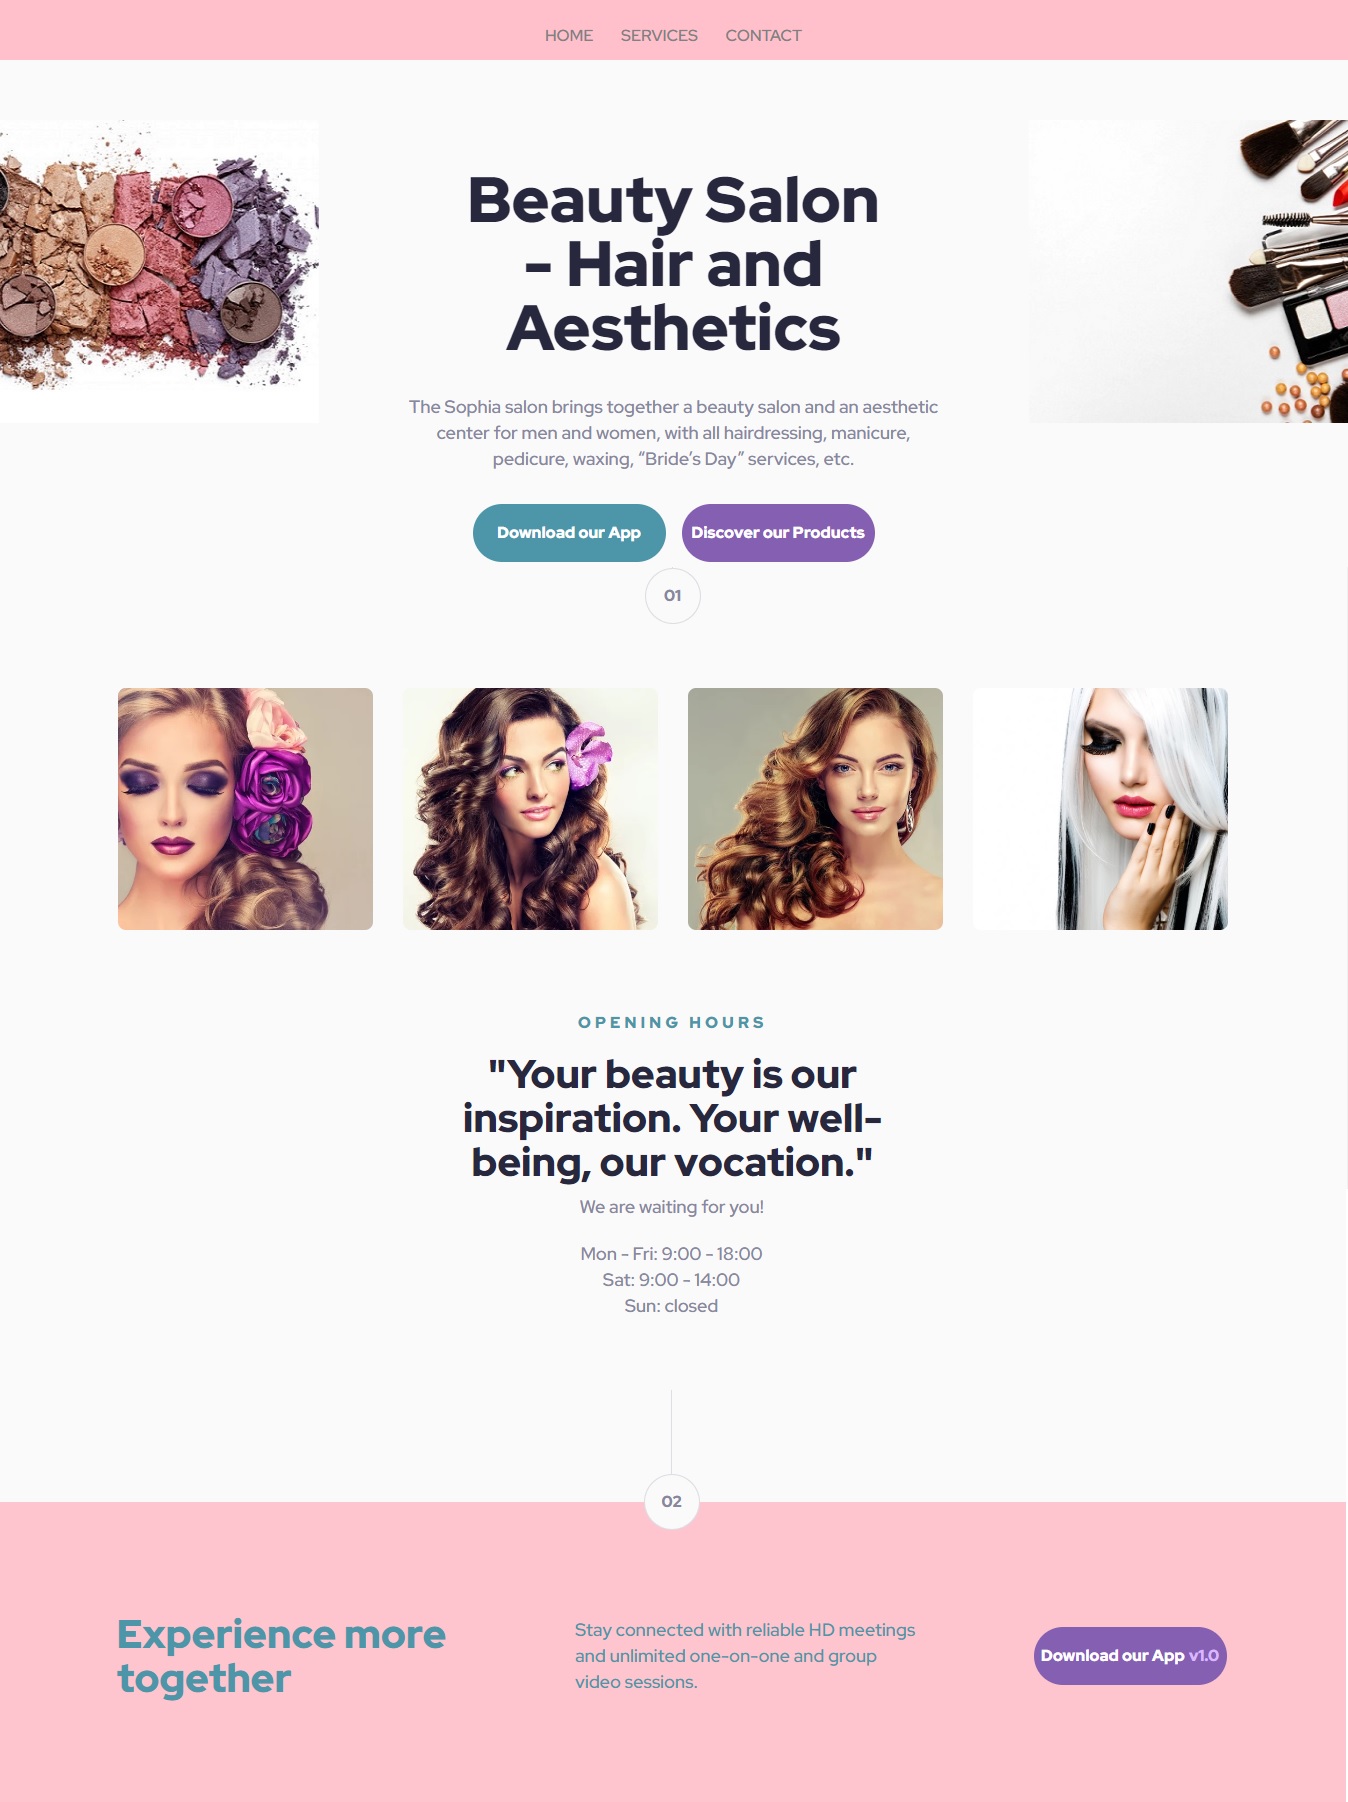 HOME SERVICES CONTACT
Beauty Salon
- Hair and
Aesthetics
The Sophia salon brings together a beauty salon and an aesthetic
center for men and women, with all hairdressing, manicure,
pedicure, waxing, “Bride’s Day” services, etc.
Download our App
Discover our Products
01
OPENING HOURS
"Your beauty is our
inspiration. Your well-
being, our vocation."
We are waiting for you!
Mon - Fri: 9:00 - 18:00
Sat: 9:00 - 14:00
Sun: closed
02
Experience more
together
Stay connected with reliable HD meetings
and unlimited one-on-one and group
video sessions.
Download our App v1.0